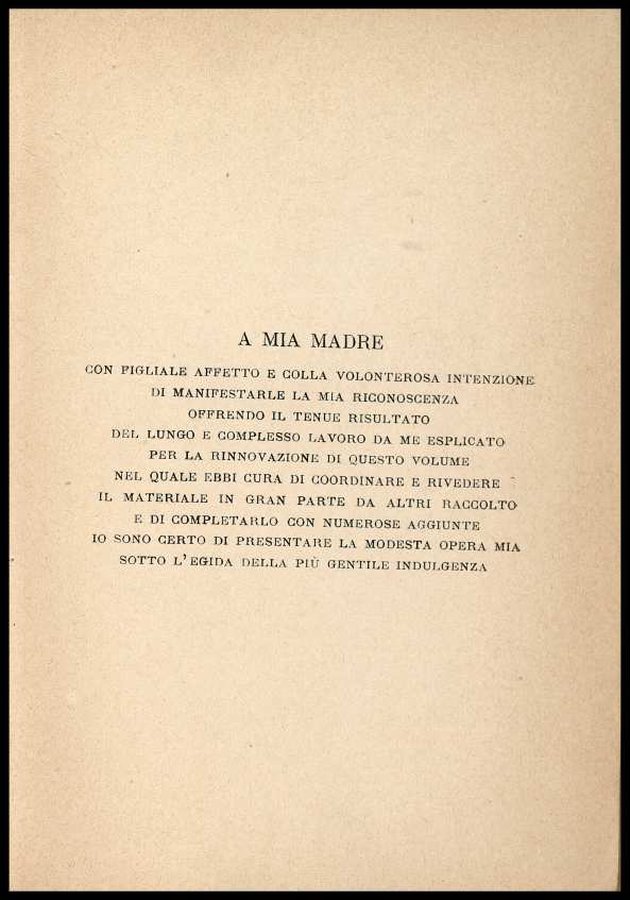 A MIA MADRE
CON FIGLIALE AFFETTO E COLLA VOLONTEROSA INTENZIONE
DI MANIFESTARLE LA MIA RICONOSCENZA
OFFRENDO IL TENUE RISULTATO
DEL LUNGO E COMPLESSO LAVORO DA ME ESPLICATO
PER LA RINNOVAZIONE DI QUESTO VOLUME
NEL QUALE EBBI CURA DI COORDINARE E RIVEDERE
IL MATERIALE IN GRAN PARTE DA ALTRI RACCOLTO
E DI COMPLETARLO CON NUMEROSE AGGIUNTE
IO SONO CERTO DI PRESENTARE LA MODESTA OPERA MIA
SOTTO L'EGIDA DELLA PIÙ GENTILE INDULGENZA